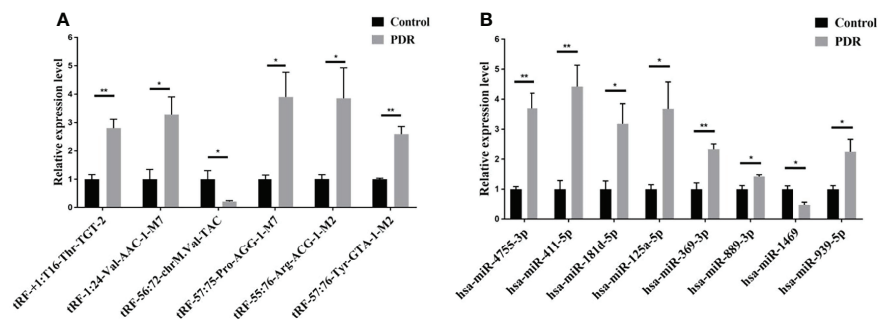 A
Control
PDR
Relative expression level
6
5
4
3
2
1
0
**
*
*
*
*
**
tRF-+1:T16-Thr-TGT-2
tRF-1:24-Val-AAC-1-M7
tRF-56:72-chrM.Val-TAC
tRF-57:75-Pro-AGG-1-M7
tRF-55:76-Arg-ACG-1-M2
tRF-57:76-Tyr-GTA-1-M2
B
Control
PDR
Relative expression level
6
5
4
3
2
1
0
**
**
*
*
**
*
*
*
hsa-miR-4755-3p
hsa-miR-411-5p
hsa-miR-181d-5p
hsa-miR-125a-5p
hsa-miR-369-3p
hsa-miR-889-3p
hsa-miR-1469
hsa-miR-939-5p